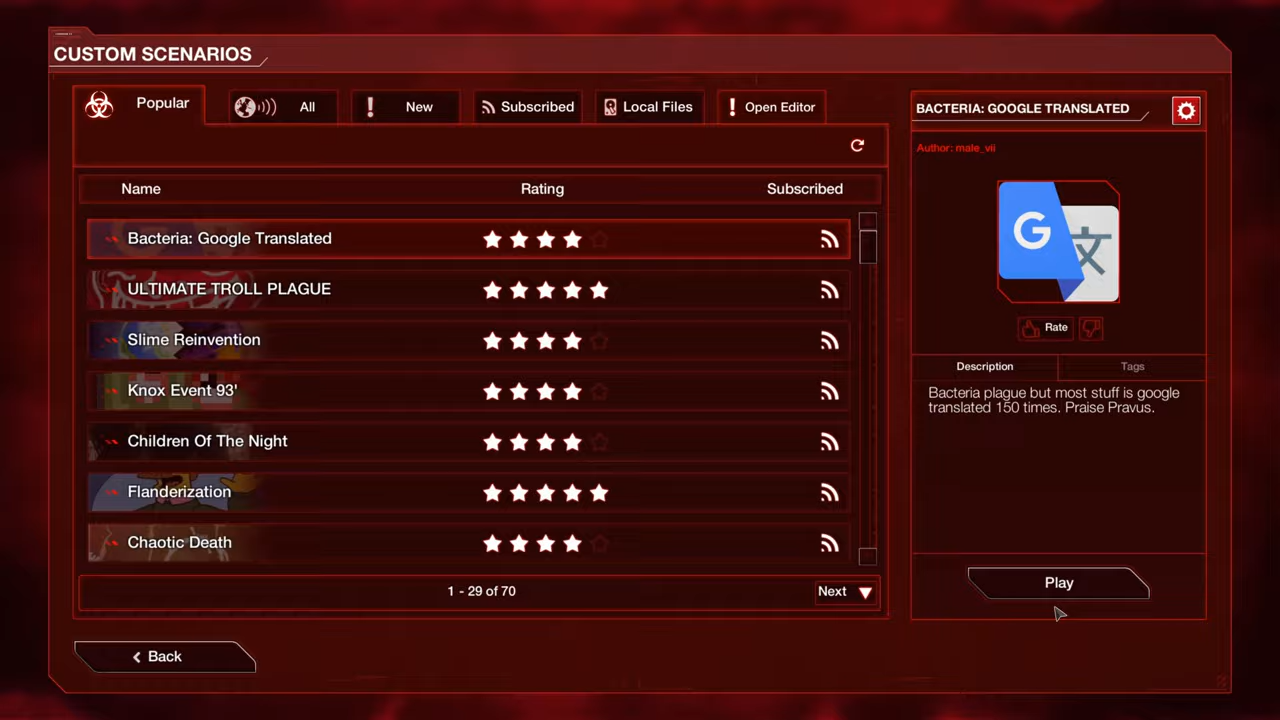 CUSTOM SCENARIOS
Popular
All
New
Subscribed
Local Files
Open Editor
Name Rating Subscribed
Bacteria: Google Translated
ULTIMATE TROLL PLAGUE
Slime Reinvention
Knox Event 93'
Children Of The Night
Flanderization
Chaotic Death
1 - 29 of 70
Next
Back
BACTERIA: GOOGLE TRANSLATED
Author: male_vii
G 文
Rate
Description Tags
Bacteria plague but most stuff is google
translated 150 times. Praise Pravus.
Play